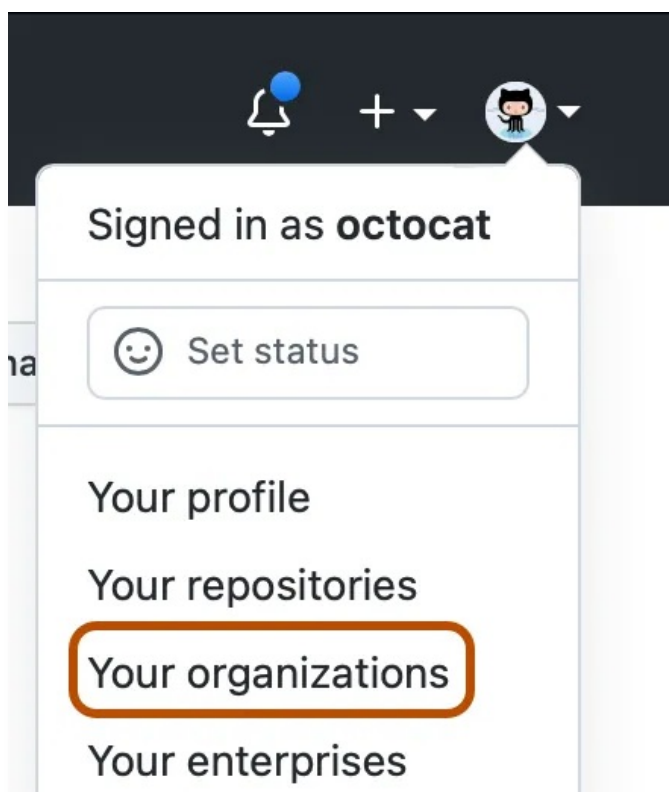 Signed in as octocat
Set status
Your profile
Your repositories
Your organizations
Your enterprises